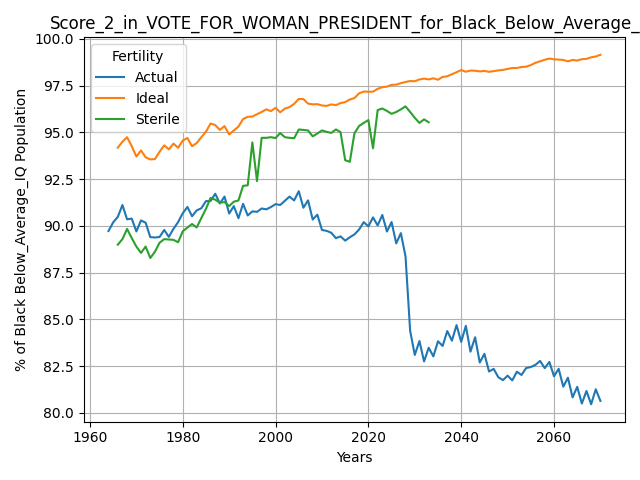 Score_2_in_VOTE_FOR_WOMAN_PRESIDENT_for_Black_Below_Average_
% of Black Below_Average_IQ Population
100.0
97.5
95.0
92.5
90.0
87.5
85.0
82.5
80.0
Fertility
Actual
Ideal
Sterile
1960 1980 2000 2020 2040 2060
Years